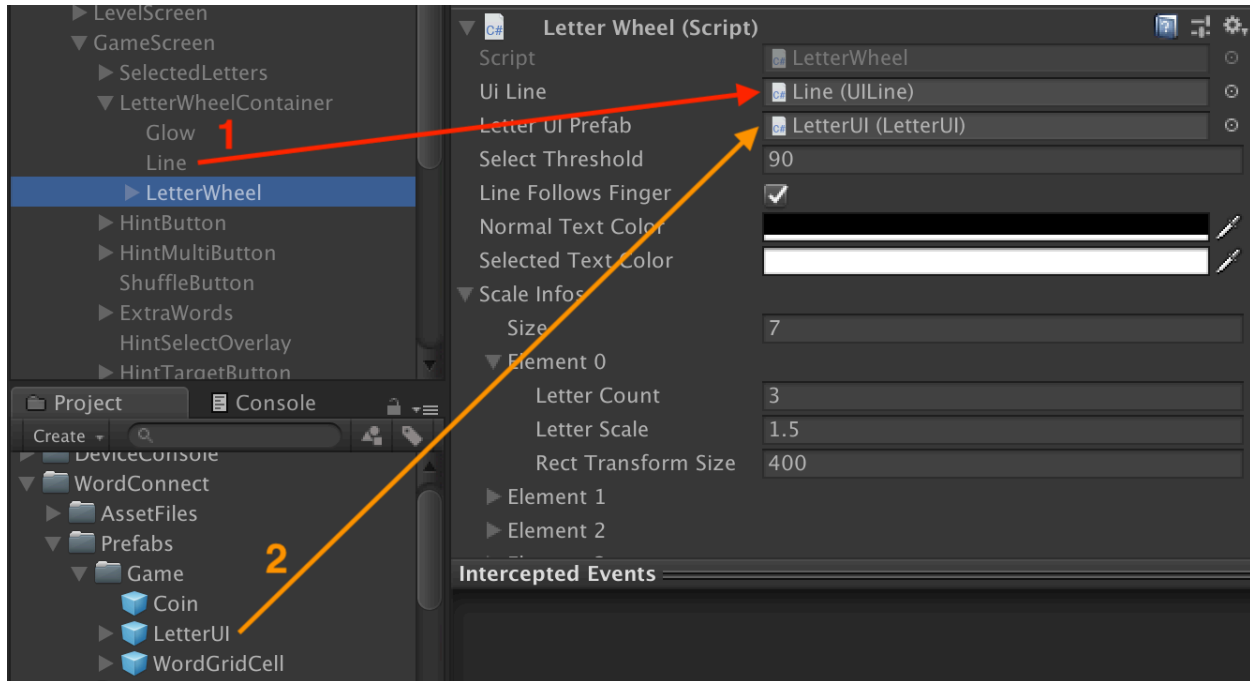 LevelScreen
GameScreen
SelectedLetters
LetterWheelContainer
Glow
1
Line
LetterWheel
HintButton
HintMultiButton
ShuffleButton
ExtraWords
HintSelectOverlay
HintTargetButton
Project
Console
Create
DeviceConsole
WordConnect
AssetFiles
Prefabs
2
Game
Coin
LetterUI
WordGridCell
C#
Letter Wheel (Script)
Script
LetterWheel
Ui Line
Line (UILine)
Letter UI Prefab
LetterUI (LetterUI)
Select Threshold
90
Line Follows Finger
Normal Text Color
Selected Text Color
Scale Infos
Size
7
Element 0
Letter Count
3
Letter Scale
1.5
Rect Transform Size
400
Element 1
Element 2
Intercepted Events